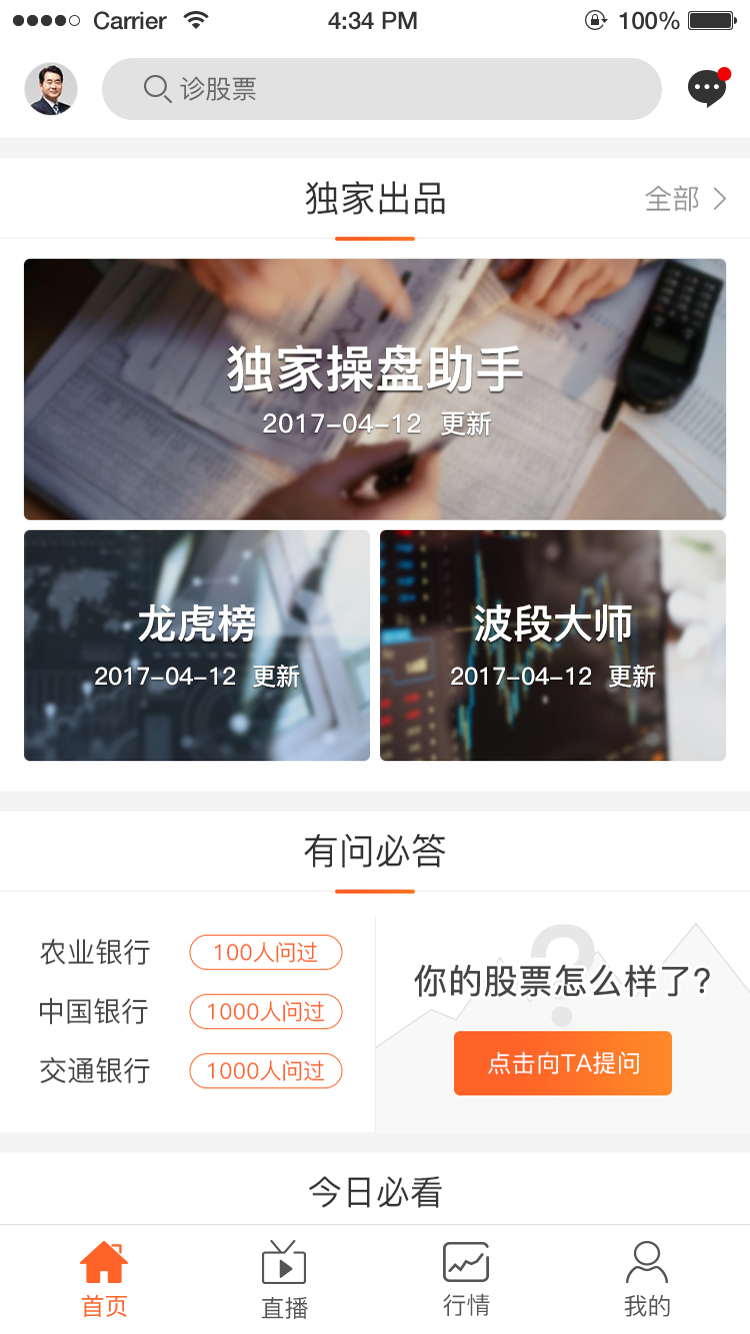 Carrier 4:34 PM 100%
诊股票
独家出品 全部
独家操盘助手
2017-04-12 更新
龙虎榜
2017-04-12 更新
波段大师
2017-04-12 更新
有问必答
农业银行 100人问过
中国银行 1000人问过
交通银行 1000人问过
?
你的股票怎么样了?
点击向TA提问
今日必看
首页 直播 行情 我的